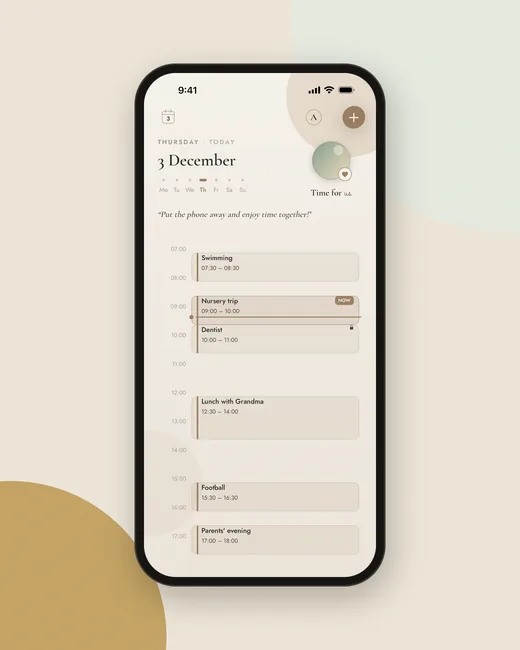 9:41
3
A
THURSDAY · TODAY
3 December
Mo Tu We Th Fr Sa Su
Time for us.
"Put the phone away and enjoy time together!"
07:00
Swimming
07:30 – 08:30
08:00
Nursery trip
NOW
09:00
09:00 – 10:00
Dentist
10:00
10:00 – 11:00
11:00
12:00
Lunch with Grandma
12:30 – 14:00
13:00
14:00
15:00
Football
15:30 – 16:30
16:00
Parents' evening
17:00
17:00 – 18:00